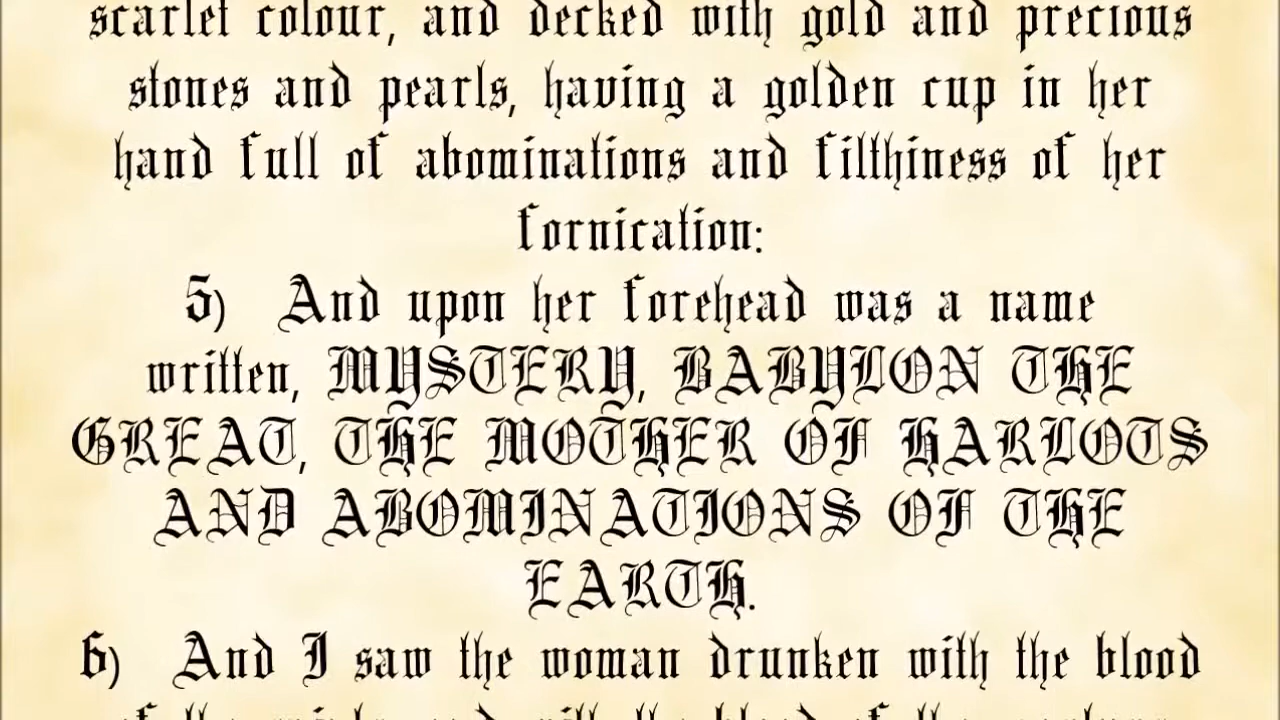 scarlet colour, and decked with gold and precious
stones and pearls, having a golden cup in her
hand full of abominations and filthiness of her
fornication:
5) And upon her forehead was a name
written, MYSTERY, BABYLON THE
GREAT, THE MOTHER OF HARLOTS
AND ABOMINATIONS OF THE
EARTH.
6) And I saw the woman drunken with the blood